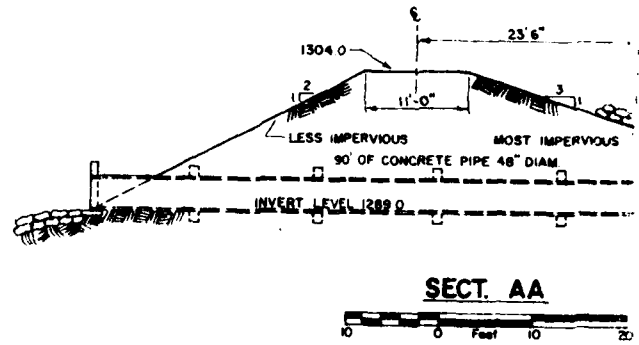 ℄
23'6"
1304.0
2
1
3
1
11'-0"
LESS IMPERVIOUS
MOST IMPERVIOUS
90' OF CONCRETE PIPE 48" DIAM.
INVERT LEVEL 1289.0
SECT. AA
10 0 Feet 10 20